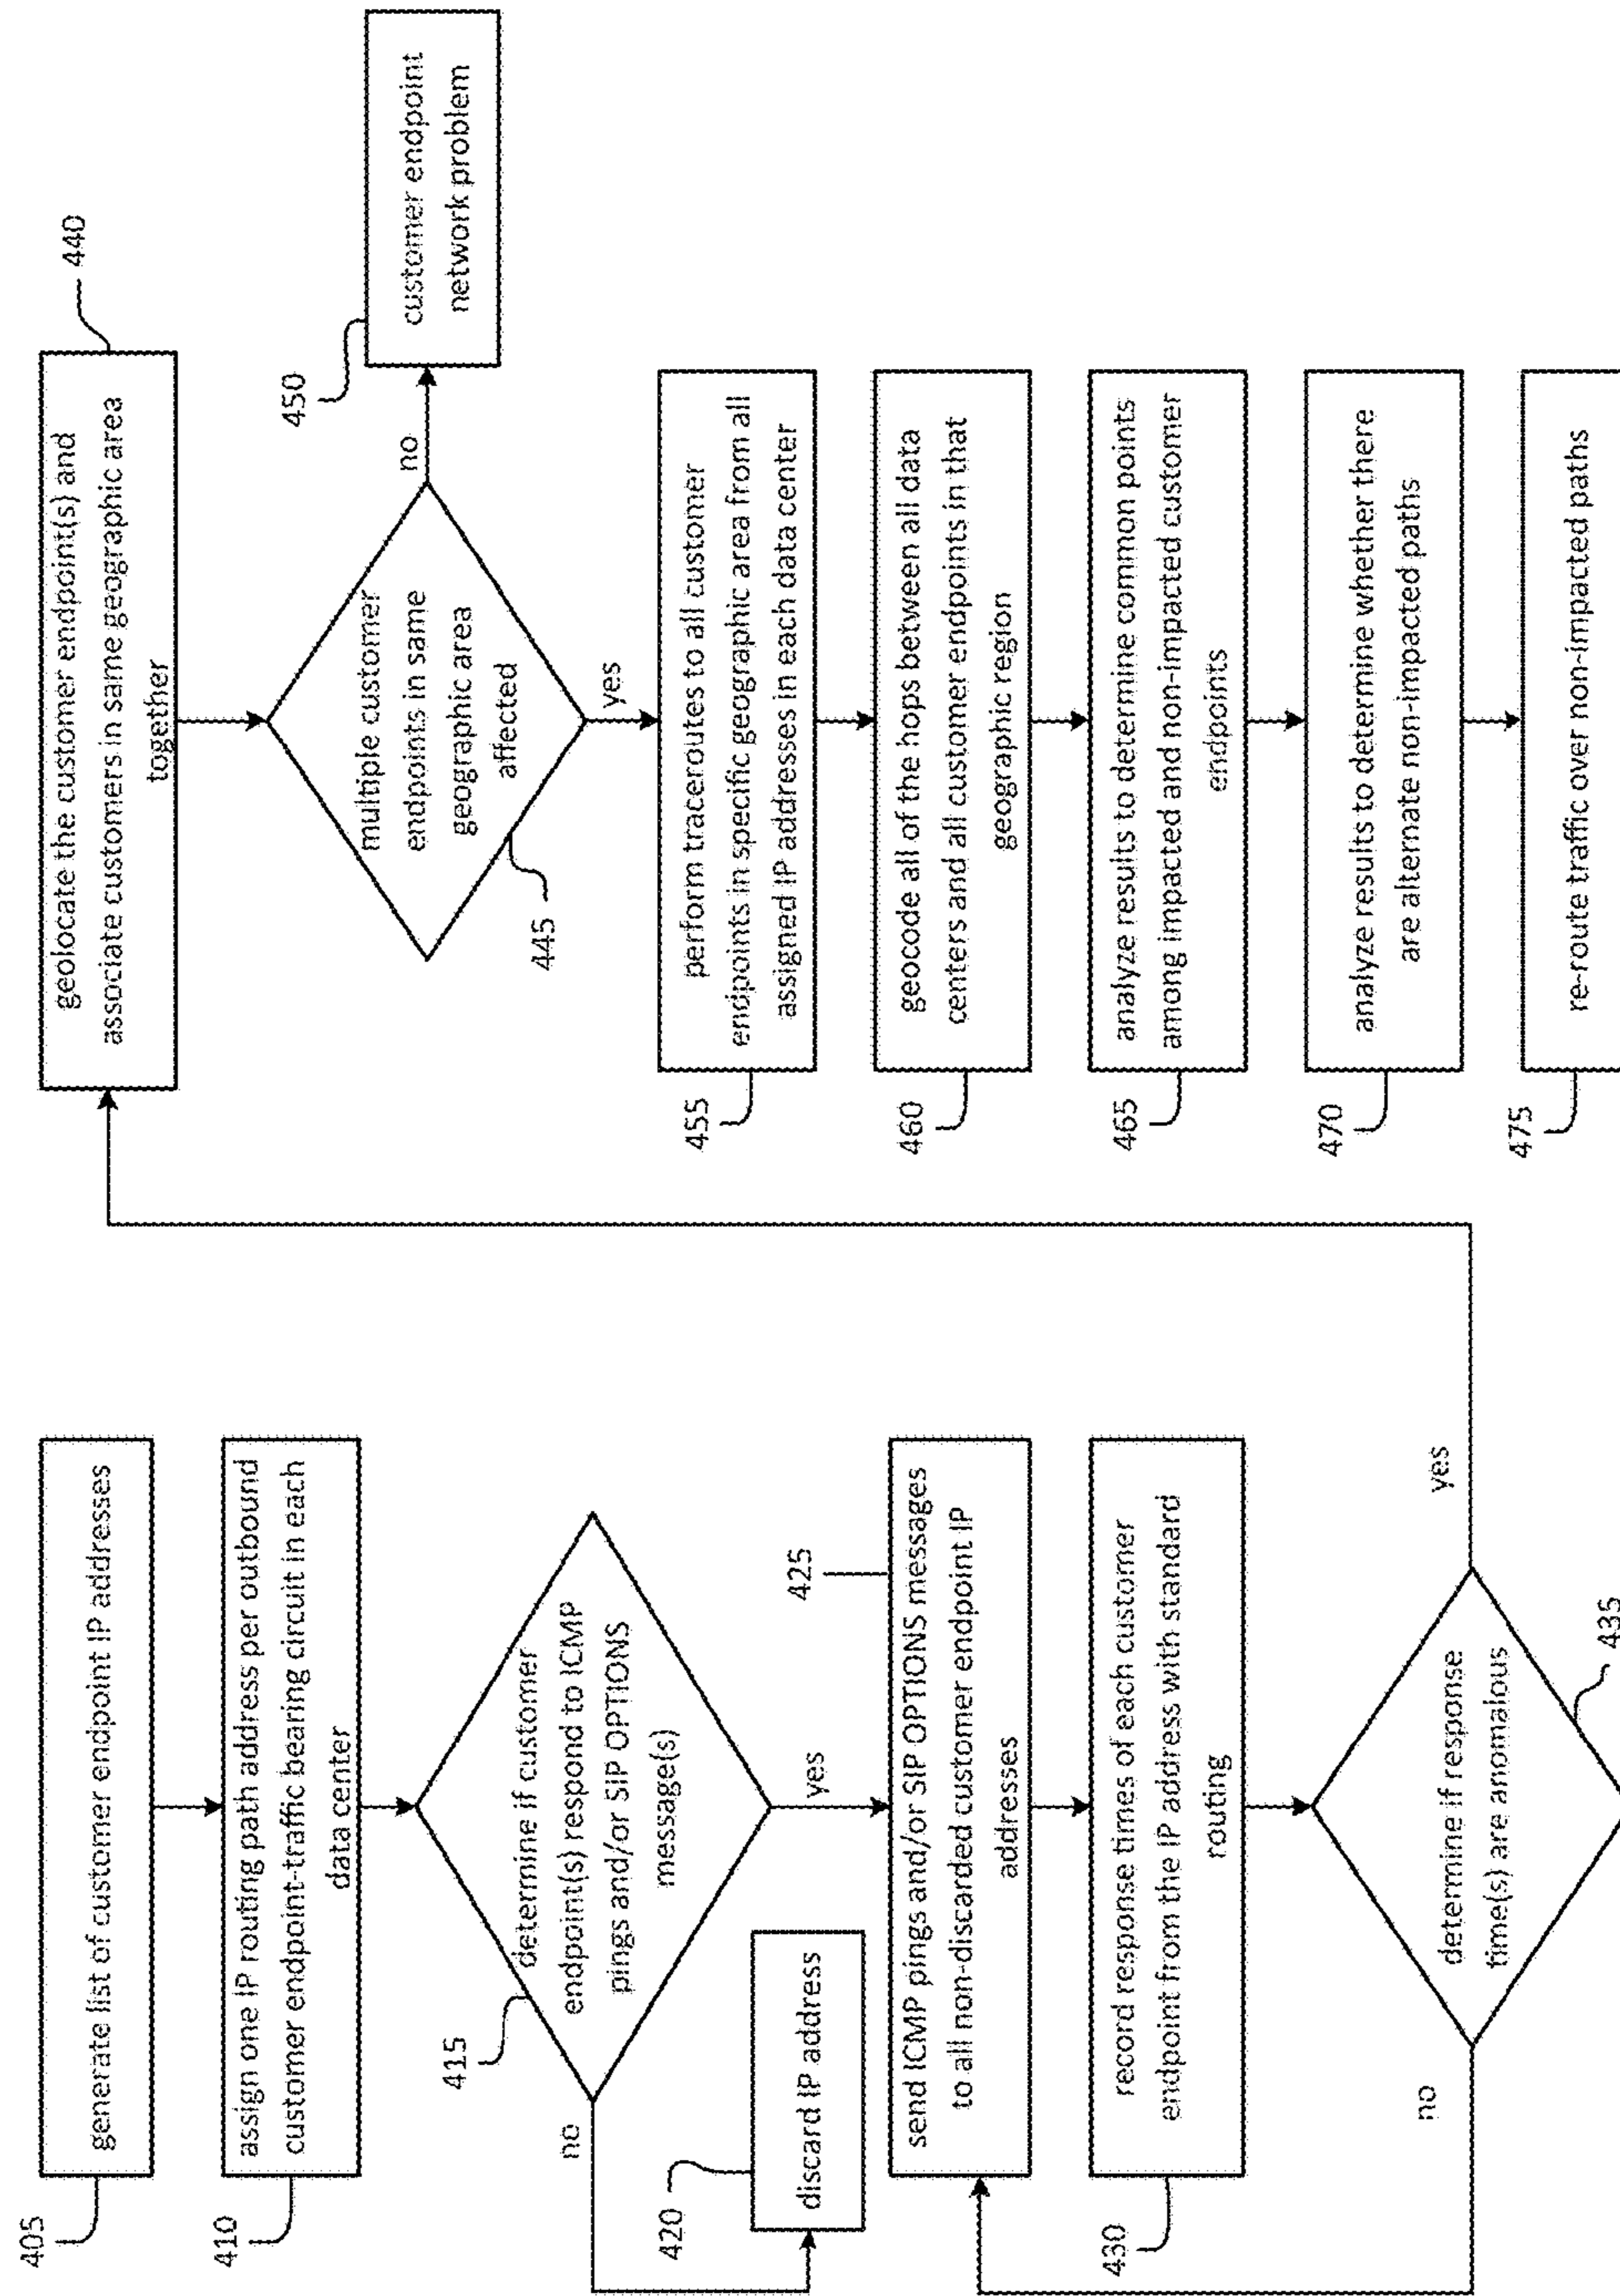 405
generate list of customer endpoint IP addresses
410
assign one IP routing path address per outbound
customer endpoint-traffic bearing circuit in each
data center
415
determine if customer
endpoint(s) respond to ICMP
pings and/or SIP OPTIONS
message(s)
no
yes
420
discard IP address
425
send ICMP pings and/or SIP OPTIONS messages
to all non-discarded customer endpoint IP
addresses
430
record response times of each customer
endpoint from the IP address with standard
routing
determine if response
time(s) are anomalous
435
no
yes
440
geolocate the customer endpoint(s) and
associate customers in same geographic area
together
multiple customer
endpoints in same
geographic area
affected
445
no
450
customer endpoint
network problem
yes
455
perform traceroutes to all customer
endpoints in specific geographic area from all
assigned IP addresses in each data center
460
geocode all of the hops between all data
centers and all customer endpoints in that
geographic region
465
analyze results to determine common points
among impacted and non-impacted customer
endpoints
470
analyze results to determine whether there
are alternate non-impacted paths
475
re-route traffic over non-impacted paths